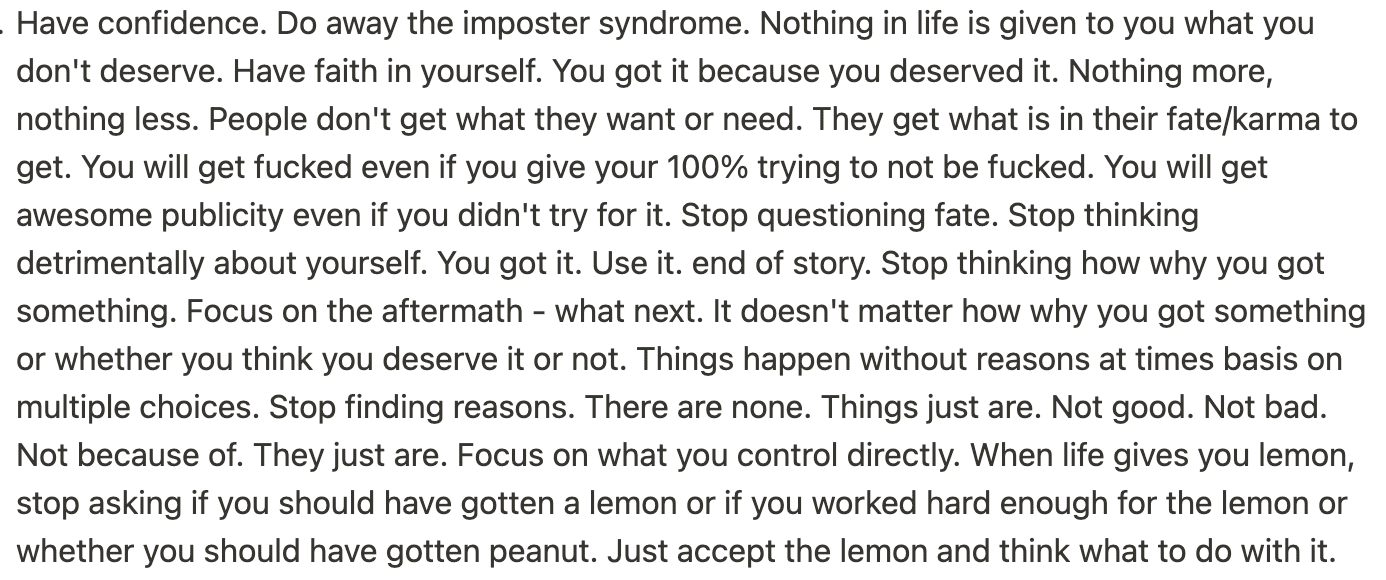 . Have confidence. Do away the imposter syndrome. Nothing in life is given to you what you
don't deserve. Have faith in yourself. You got it because you deserved it. Nothing more,
nothing less. People don't get what they want or need. They get what is in their fate/karma to
get. You will get fucked even if you give your 100% trying to not be fucked. You will get
awesome publicity even if you didn't try for it. Stop questioning fate. Stop thinking
detrimentally about yourself. You got it. Use it. end of story. Stop thinking how why you got
something. Focus on the aftermath - what next. It doesn't matter how why you got something
or whether you think you deserve it or not. Things happen without reasons at times basis on
multiple choices. Stop finding reasons. There are none. Things just are. Not good. Not bad.
Not because of. They just are. Focus on what you control directly. When life gives you lemon,
stop asking if you should have gotten a lemon or if you worked hard enough for the lemon or
whether you should have gotten peanut. Just accept the lemon and think what to do with it.